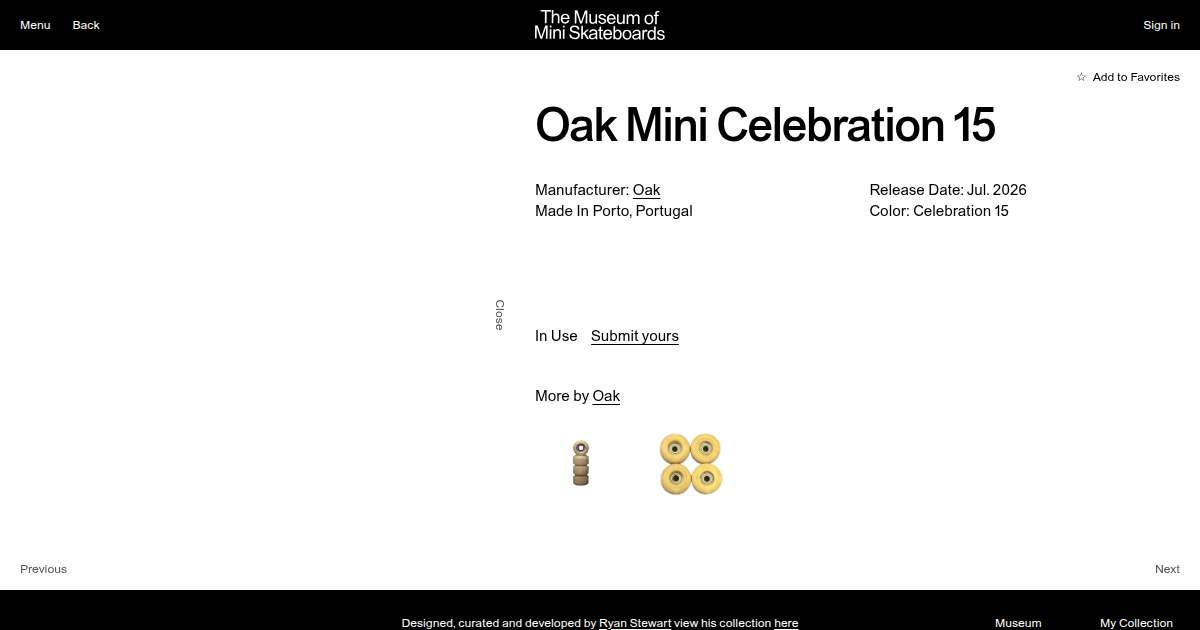 Menu
Back
The Museum of
Mini Skateboards
Sign in
☆ Add to Favorites
Oak Mini Celebration 15
Manufacturer: Oak
Made In Porto, Portugal
Release Date: Jul. 2026
Color: Celebration 15
Close
In Use Submit yours
More by Oak
Previous
Next
Designed, curated and developed by Ryan Stewart view his collection here
Museum
My Collection